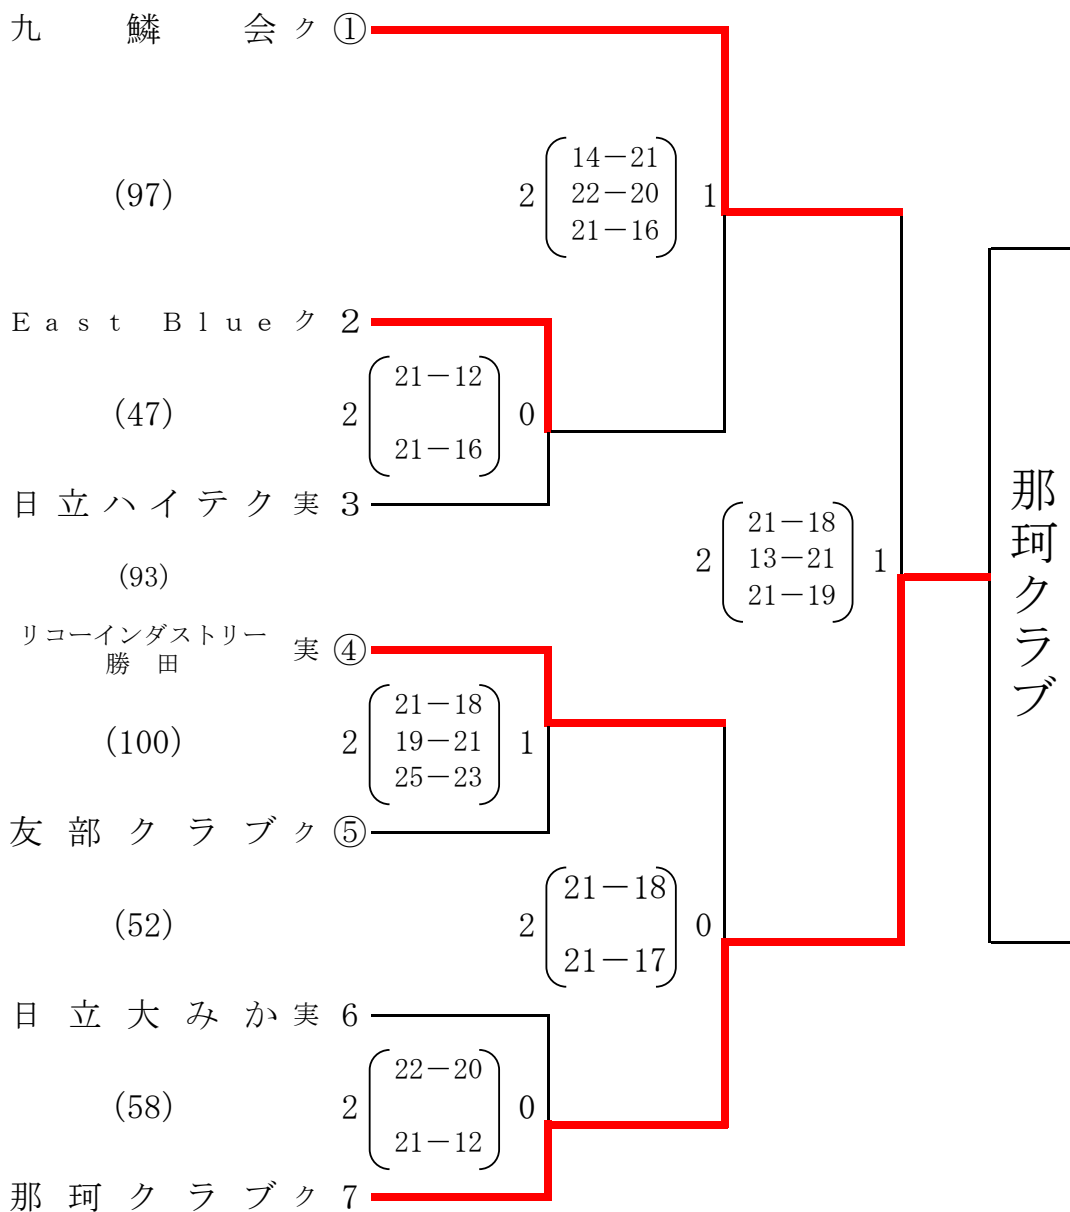 九鱗会 ク ①
14－21
(97) 2 22－20 1
21－16
East Blue ク 2
21－12
(47) 2 0
21－16
日立ハイテク 実 3
21－18
(93) 2 13－21 1
21－19
那珂クラブ
リコーインダストリー
勝田 実 ④
21－18
(100) 2 19－21 1
25－23
友部クラブ ク ⑤
21－18
(52) 2 0
21－17
日立大みか 実 6
22－20
(58) 2 0
21－12
那珂クラブ ク 7